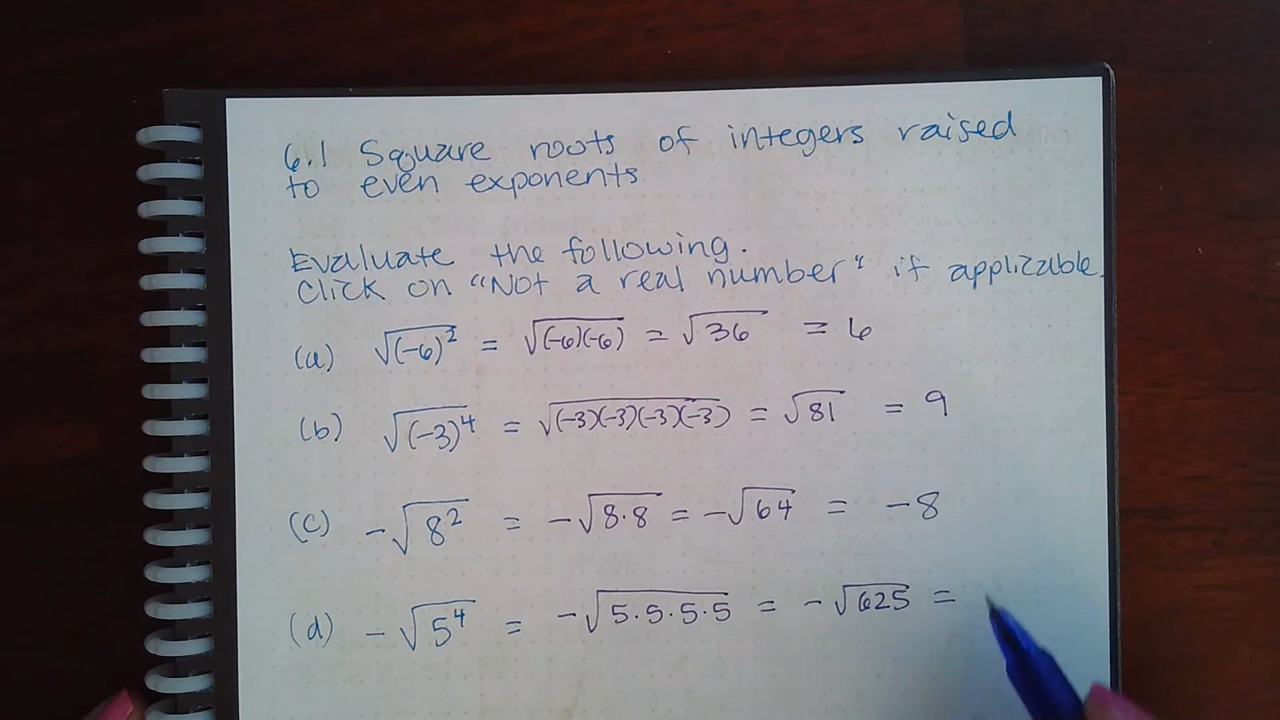 6.1 Square roots of integers raised
to even exponents
Evaluate the following.
Click on "Not a real number" if applicable.
(a) √(-6)² = √(-6)(-6) = √36 = 6
(b) √(-3)⁴ = √(-3)(-3)(-3)(-3) = √81 = 9
(c) -√8² = -√8·8 = -√64 = -8
(d) -√5⁴ = -√5·5·5·5 = -√625 =